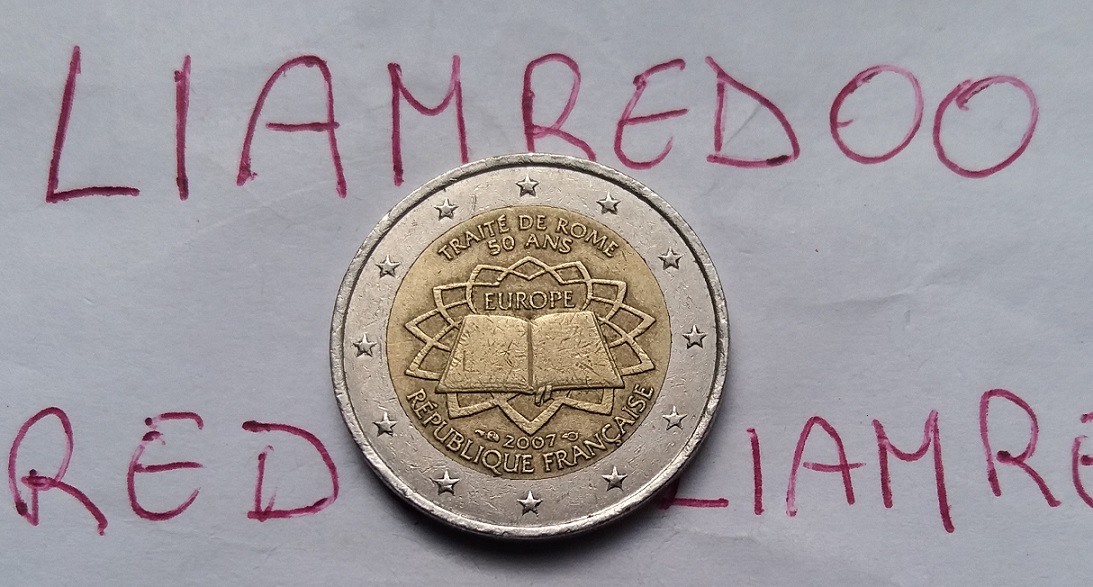 LIAMREDOO
TRAITÉ DE ROME
50 ANS
EUROPE
2007
RÉPUBLIQUE FRANÇAISE
RED LIAMRE